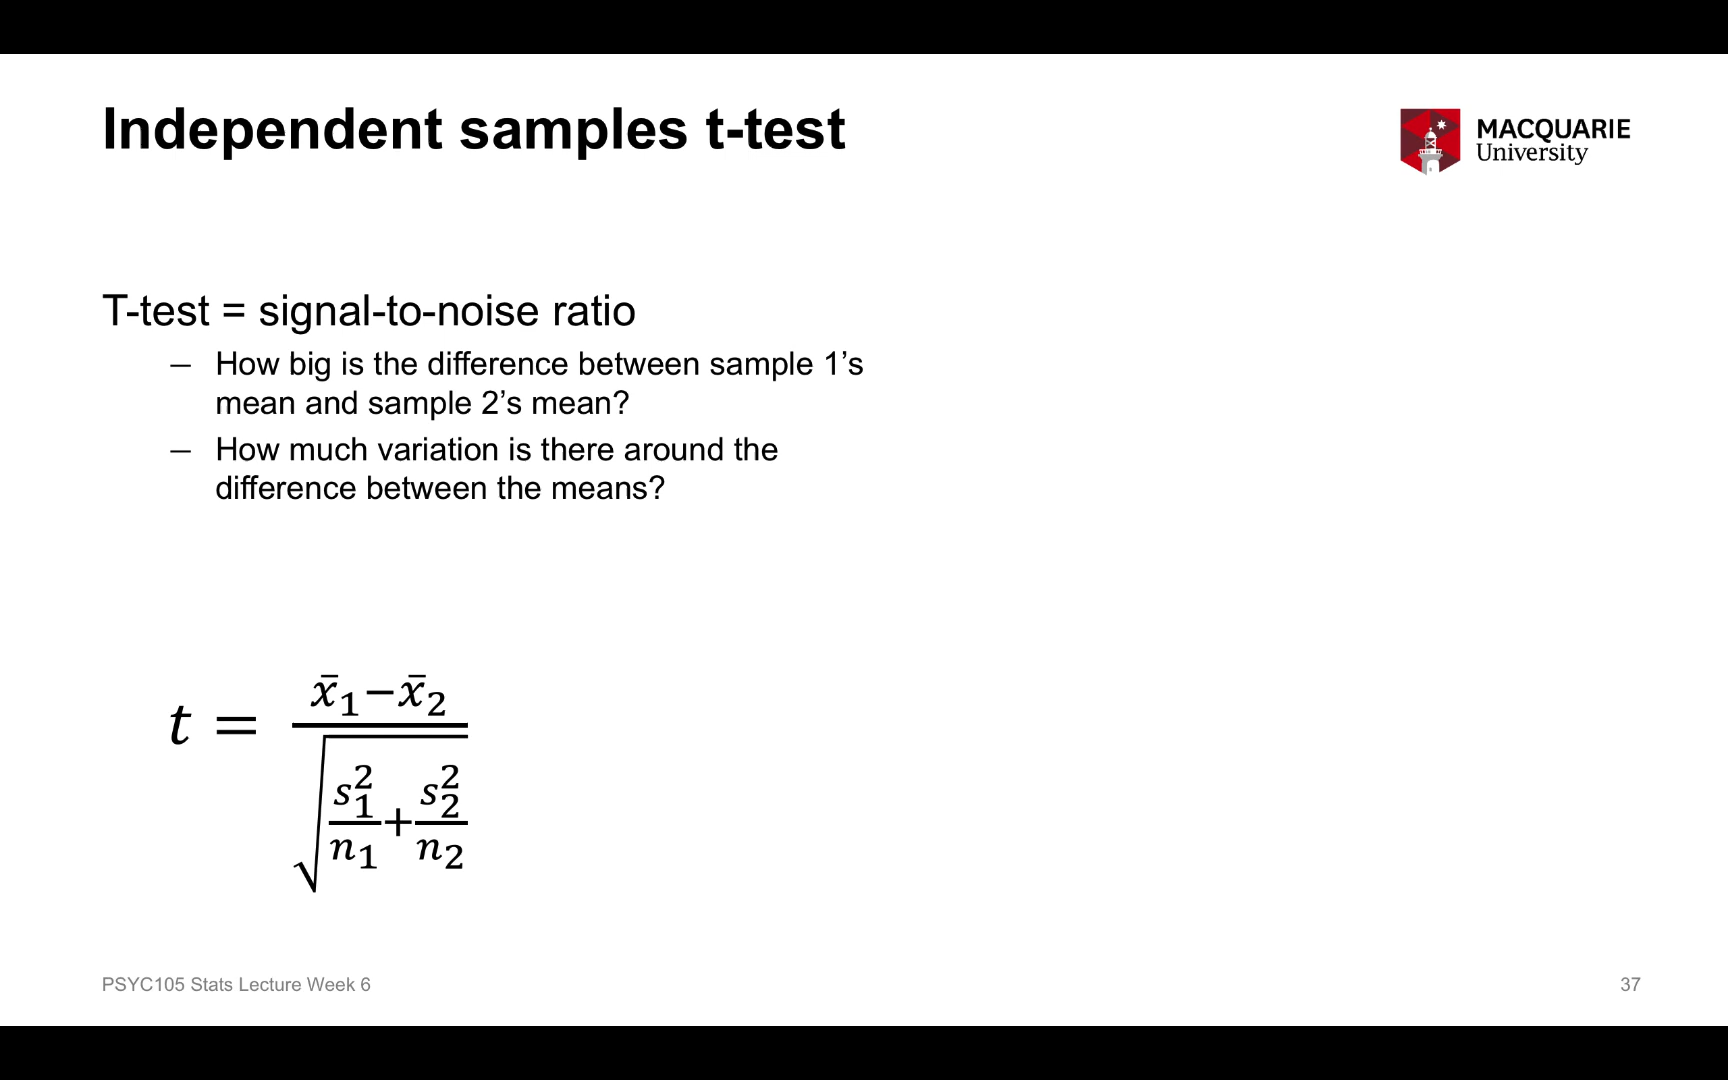 Independent samples t-test
MACQUARIE
University
T-test = signal-to-noise ratio
– How big is the difference between sample 1’s
mean and sample 2’s mean?
– How much variation is there around the
difference between the means?
t = (x̄₁−x̄₂) / √(s₁²/n₁ + s₂²/n₂)
PSYC105 Stats Lecture Week 6
37